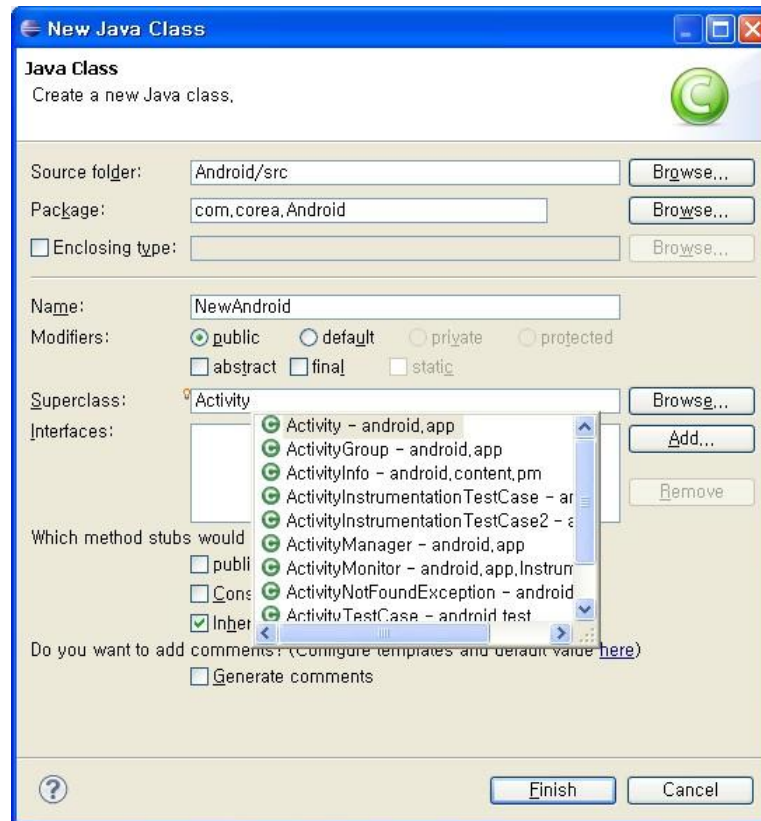 New Java Class
Java Class
Create a new Java class,
Source folder: Android/src Browse...
Package: com,corea,Android Browse...
Enclosing type: Browse...
Name: NewAndroid
Modifiers: public default private protected
abstract final static
Superclass: Activity Browse...
Interfaces: Add...
Activity - android,app
ActivityGroup - android,app
ActivityInfo - android,content,pm
ActivityInstrumentationTestCase - ar
ActivityInstrumentationTestCase2 - a
ActivityManager - android,app
ActivityMonitor - android,app,Instrum
ActivityNotFoundException - android
ActivityTestCase - android.test
Remove
Which method stubs would
publi
Cons
Inher
Do you want to add comments? (Configure templates and default value here)
Generate comments
? Finish Cancel